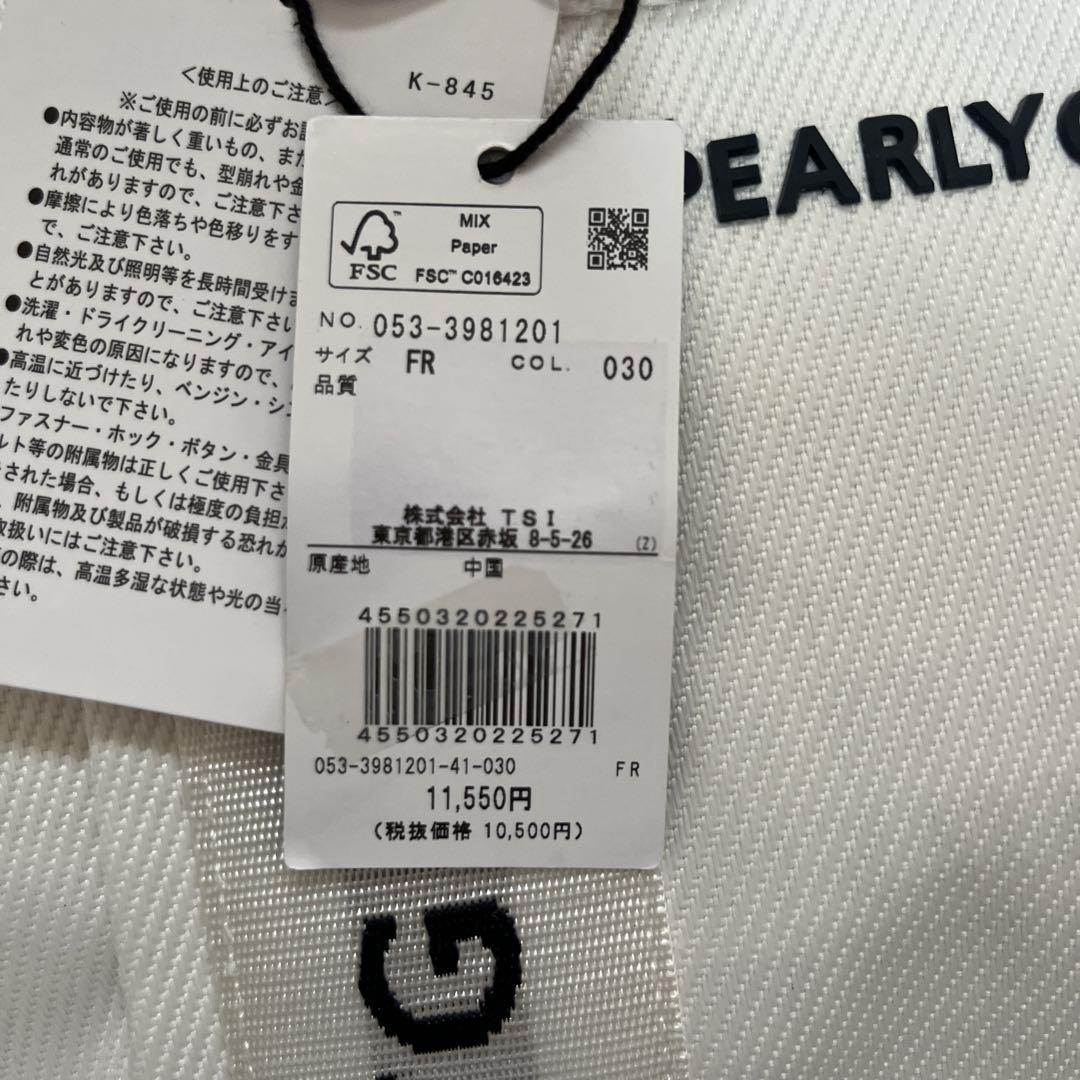 K-845
<使用上のご注意>
※ご使用の前に必ずお
●内容物が著しく重いもの、また
通常のご使用でも、型崩れや金
れがありますので、ご注意下さ
●摩擦により色落ちや色移りをす
で、ご注意下さい。
●自然光及び照明等を長時間受けま
とがありますので、ご注意下さい
●洗濯・ドライクリーニング・アイ
れや変色の原因になりますので、
●高温に近づけたり、ベンジン・シ
たりしないで下さい。
ファスナー・ホック・ボタン・金具
ルト等の附属物は正しくご使用下さ
された場合、もしくは極度の負担が
、附属物及び製品が破損する恐れが
取扱いにはご注意下さい。
の際は、高温多湿な状態や光の当
さい。
FSC™
MIX
Paper
FSC™ C016423
NO. 053-3981201
サイズ FR COL. 030
品質
株式会社 TSI
東京都港区赤坂 8-5-26 (Z)
原産地 中国
4550320225271
4550320225271
053-3981201-41-030 FR
11,550円
(税抜価格 10,500円)
PEARLY
G